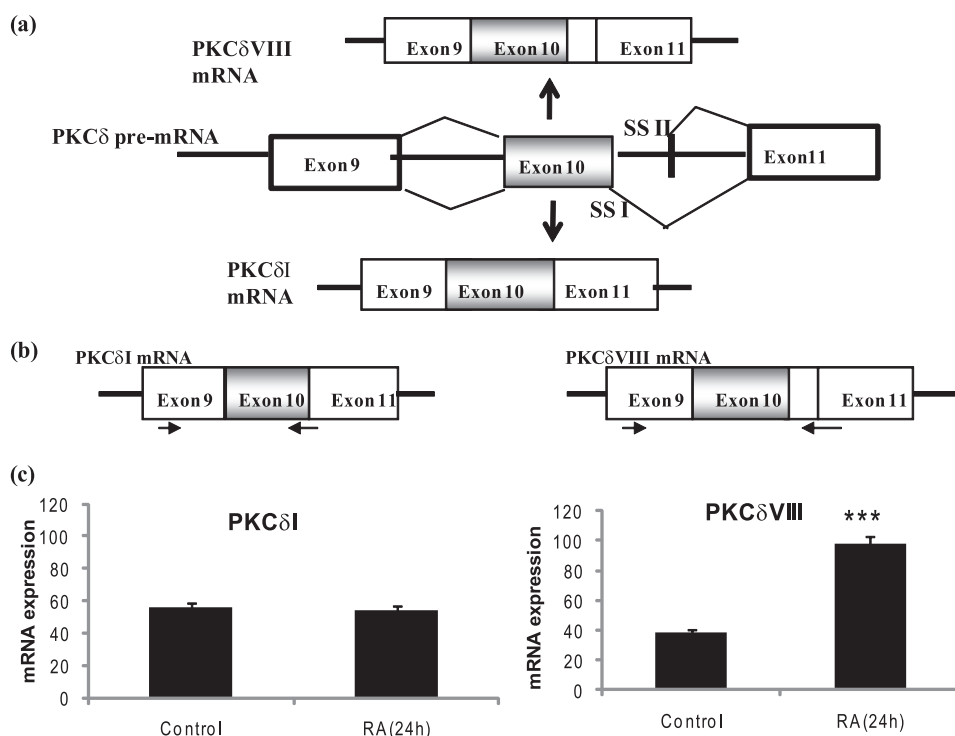 (a)
PKCδVIII
mRNA
Exon 9 Exon 10 Exon 11
PKCδ pre-mRNA
SS II
Exon 9 Exon 10 Exon11
SS I
PKCδI
mRNA
Exon 9 Exon 10 Exon 11
(b)
PKCδI mRNA
Exon 9 Exon 10 Exon 11
PKCδVIII mRNA
Exon 9 Exon 10 Exon 11
(c)
PKCδI
mRNA expression
120
100
80
60
40
20
0
Control RA(24h)
PKCδVIII
***
mRNA expression
120
100
80
60
40
20
0
Control RA(24h)